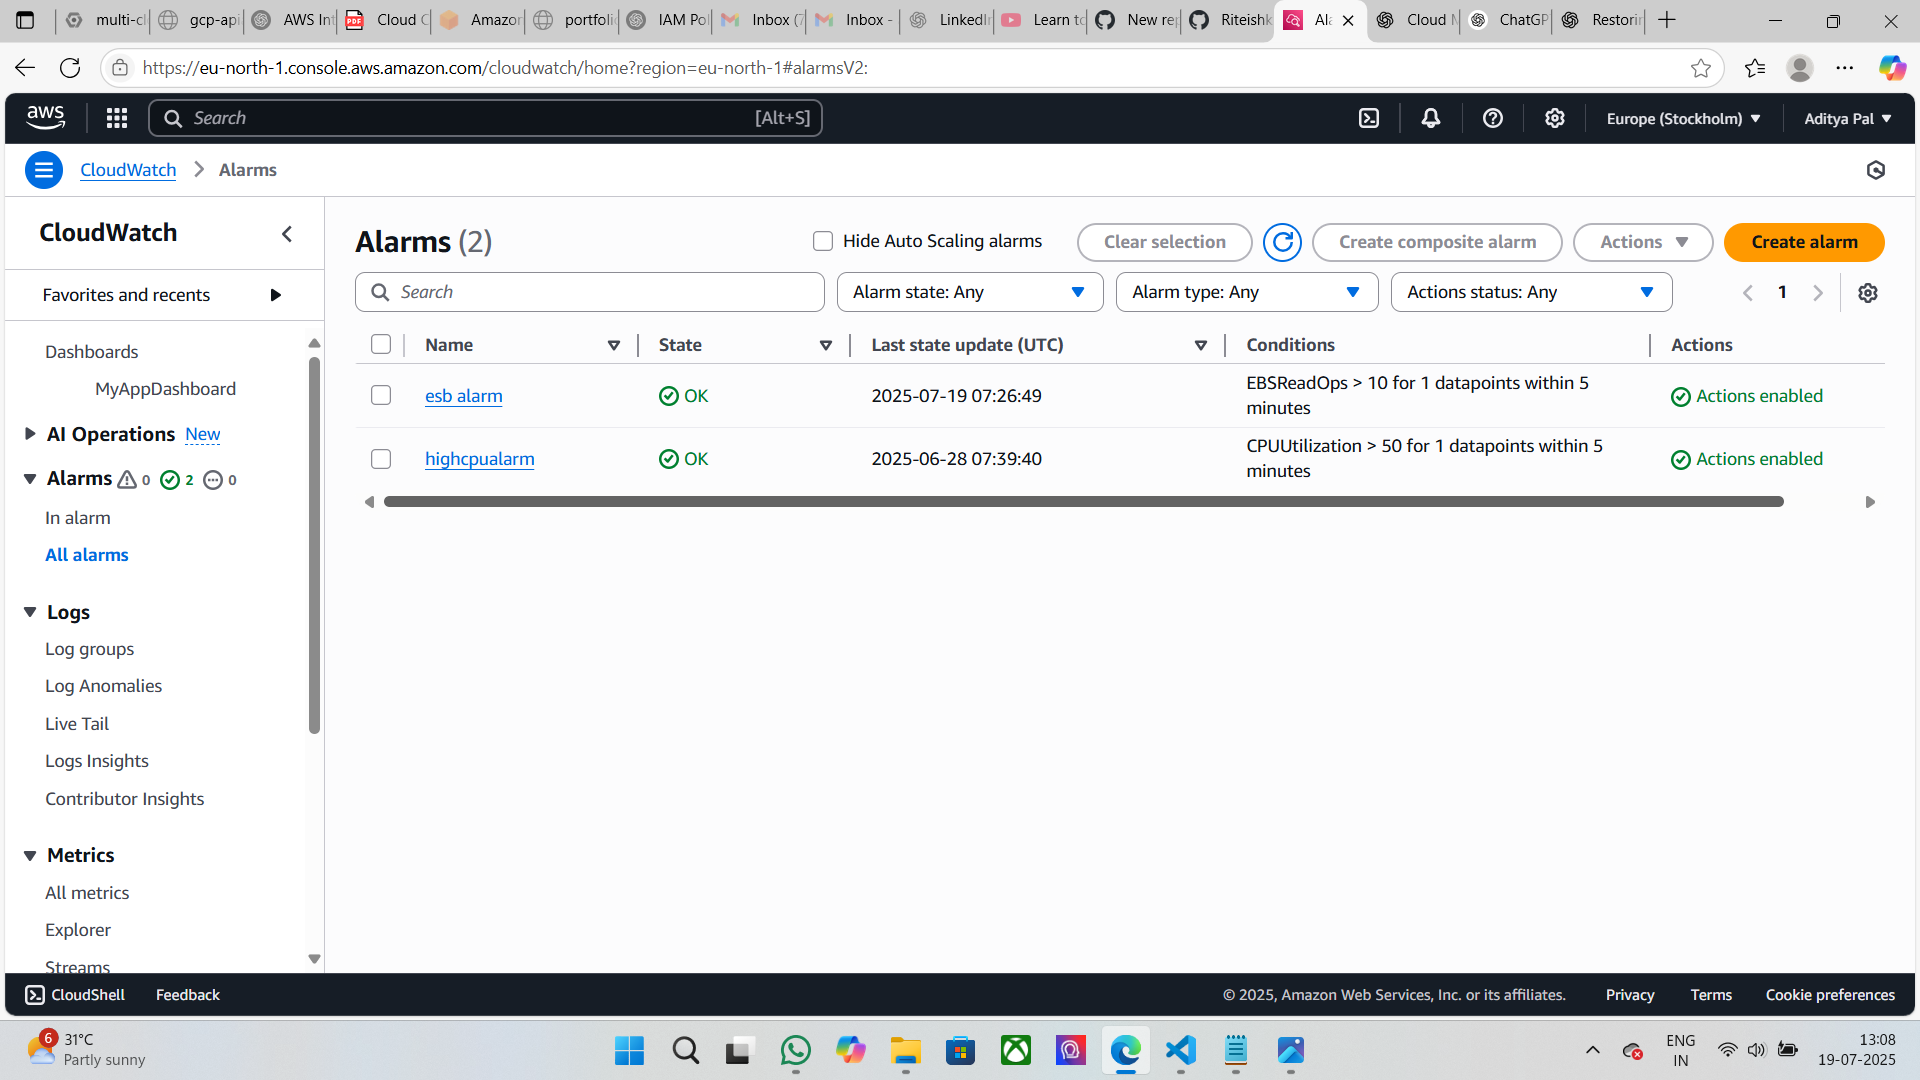 multi-cl
gcp-api
AWS Int
Cloud C
Amazon
portfolio
IAM Pol
Inbox (7
Inbox -
LinkedIn
Learn to
New rep
Riteishk
Ala
Cloud M
ChatGP
Restorin
https://eu-north-1.console.aws.amazon.com/cloudwatch/home?region=eu-north-1#alarmsV2:
aws
Search
[Alt+S]
Europe (Stockholm)
Aditya Pal
CloudWatch
Alarms
CloudWatch
Favorites and recents
Dashboards
MyAppDashboard
AI Operations New
Alarms 0 2 0
In alarm
All alarms
Logs
Log groups
Log Anomalies
Live Tail
Logs Insights
Contributor Insights
Metrics
All metrics
Explorer
Streams
Alarms (2)
Hide Auto Scaling alarms
Clear selection
Create composite alarm
Actions
Create alarm
Search
Alarm state: Any
Alarm type: Any
Actions status: Any
1
Name
State
Last state update (UTC)
Conditions
Actions
esb alarm
OK
2025-07-19 07:26:49
EBSReadOps > 10 for 1 datapoints within 5
minutes
Actions enabled
highcpualarm
OK
2025-06-28 07:39:40
CPUUtilization > 50 for 1 datapoints within 5
minutes
Actions enabled
CloudShell
Feedback
© 2025, Amazon Web Services, Inc. or its affiliates.
Privacy
Terms
Cookie preferences
6
31°C
Partly sunny
ENG
IN
13:08
19-07-2025